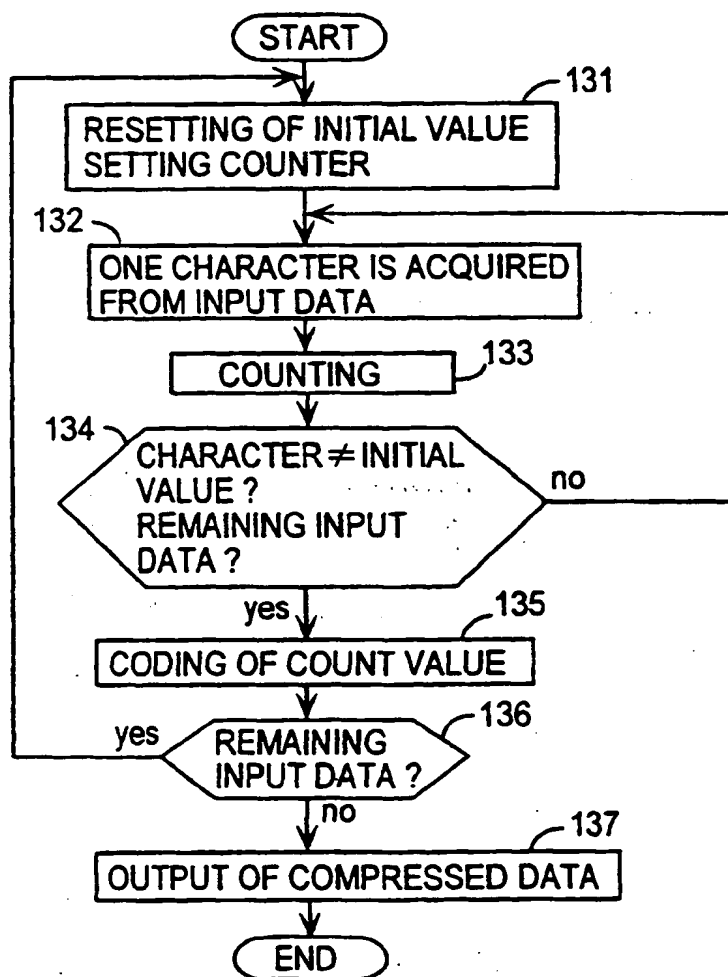 START
131
RESETTING OF INITIAL VALUE
SETTING COUNTER
132
ONE CHARACTER IS ACQUIRED
FROM INPUT DATA
COUNTING
133
134
CHARACTER ≠ INITIAL
VALUE ?
REMAINING INPUT
DATA ?
no
yes
135
CODING OF COUNT VALUE
136
yes
REMAINING
INPUT DATA ?
no
137
OUTPUT OF COMPRESSED DATA
END